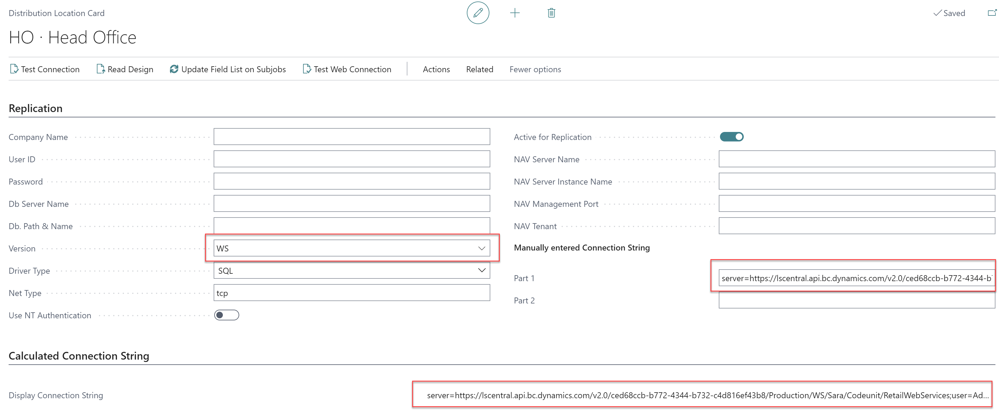 Distribution Location Card
Saved
HO · Head Office
Test Connection Read Design Update Field List on Subjobs Test Web Connection Actions Related Fewer options
Replication
Company Name
User ID
Password
Db Server Name
Db. Path & Name
Version WS
Driver Type SQL
Net Type tcp
Use NT Authentication
Active for Replication
NAV Server Name
NAV Server Instance Name
NAV Management Port
NAV Tenant
Manually entered Connection String
Part 1 server=https://lscentral.api.bc.dynamics.com/v2.0/ced68ccb-b772-4344-b
Part 2
Calculated Connection String
Display Connection String server=https://lscentral.api.bc.dynamics.com/v2.0/ced68ccb-b772-4344-b732-c4d816ef43b8/Production/WS/Sara/Codeunit/RetailWebServices;user=Ad...